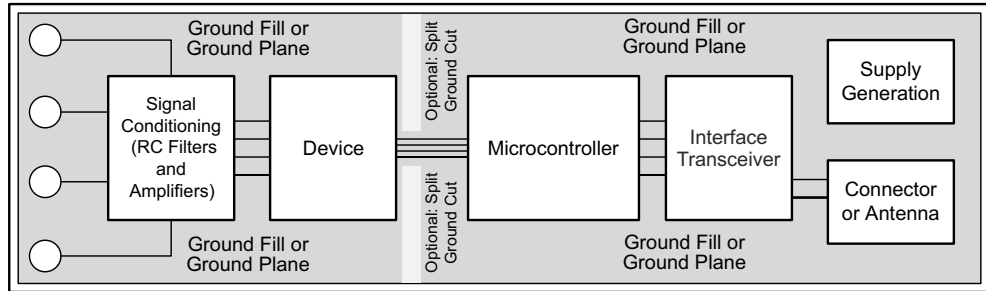 Ground Fill or
Ground Plane
Optional: Split
Ground Cut
Ground Fill or
Ground Plane
Signal
Conditioning
(RC Filters
and
Amplifiers)
Device
Microcontroller
Interface
Transceiver
Supply
Generation
Connector
or Antenna
Ground Fill or
Ground Plane
Optional: Split
Ground Cut
Ground Fill or
Ground Plane